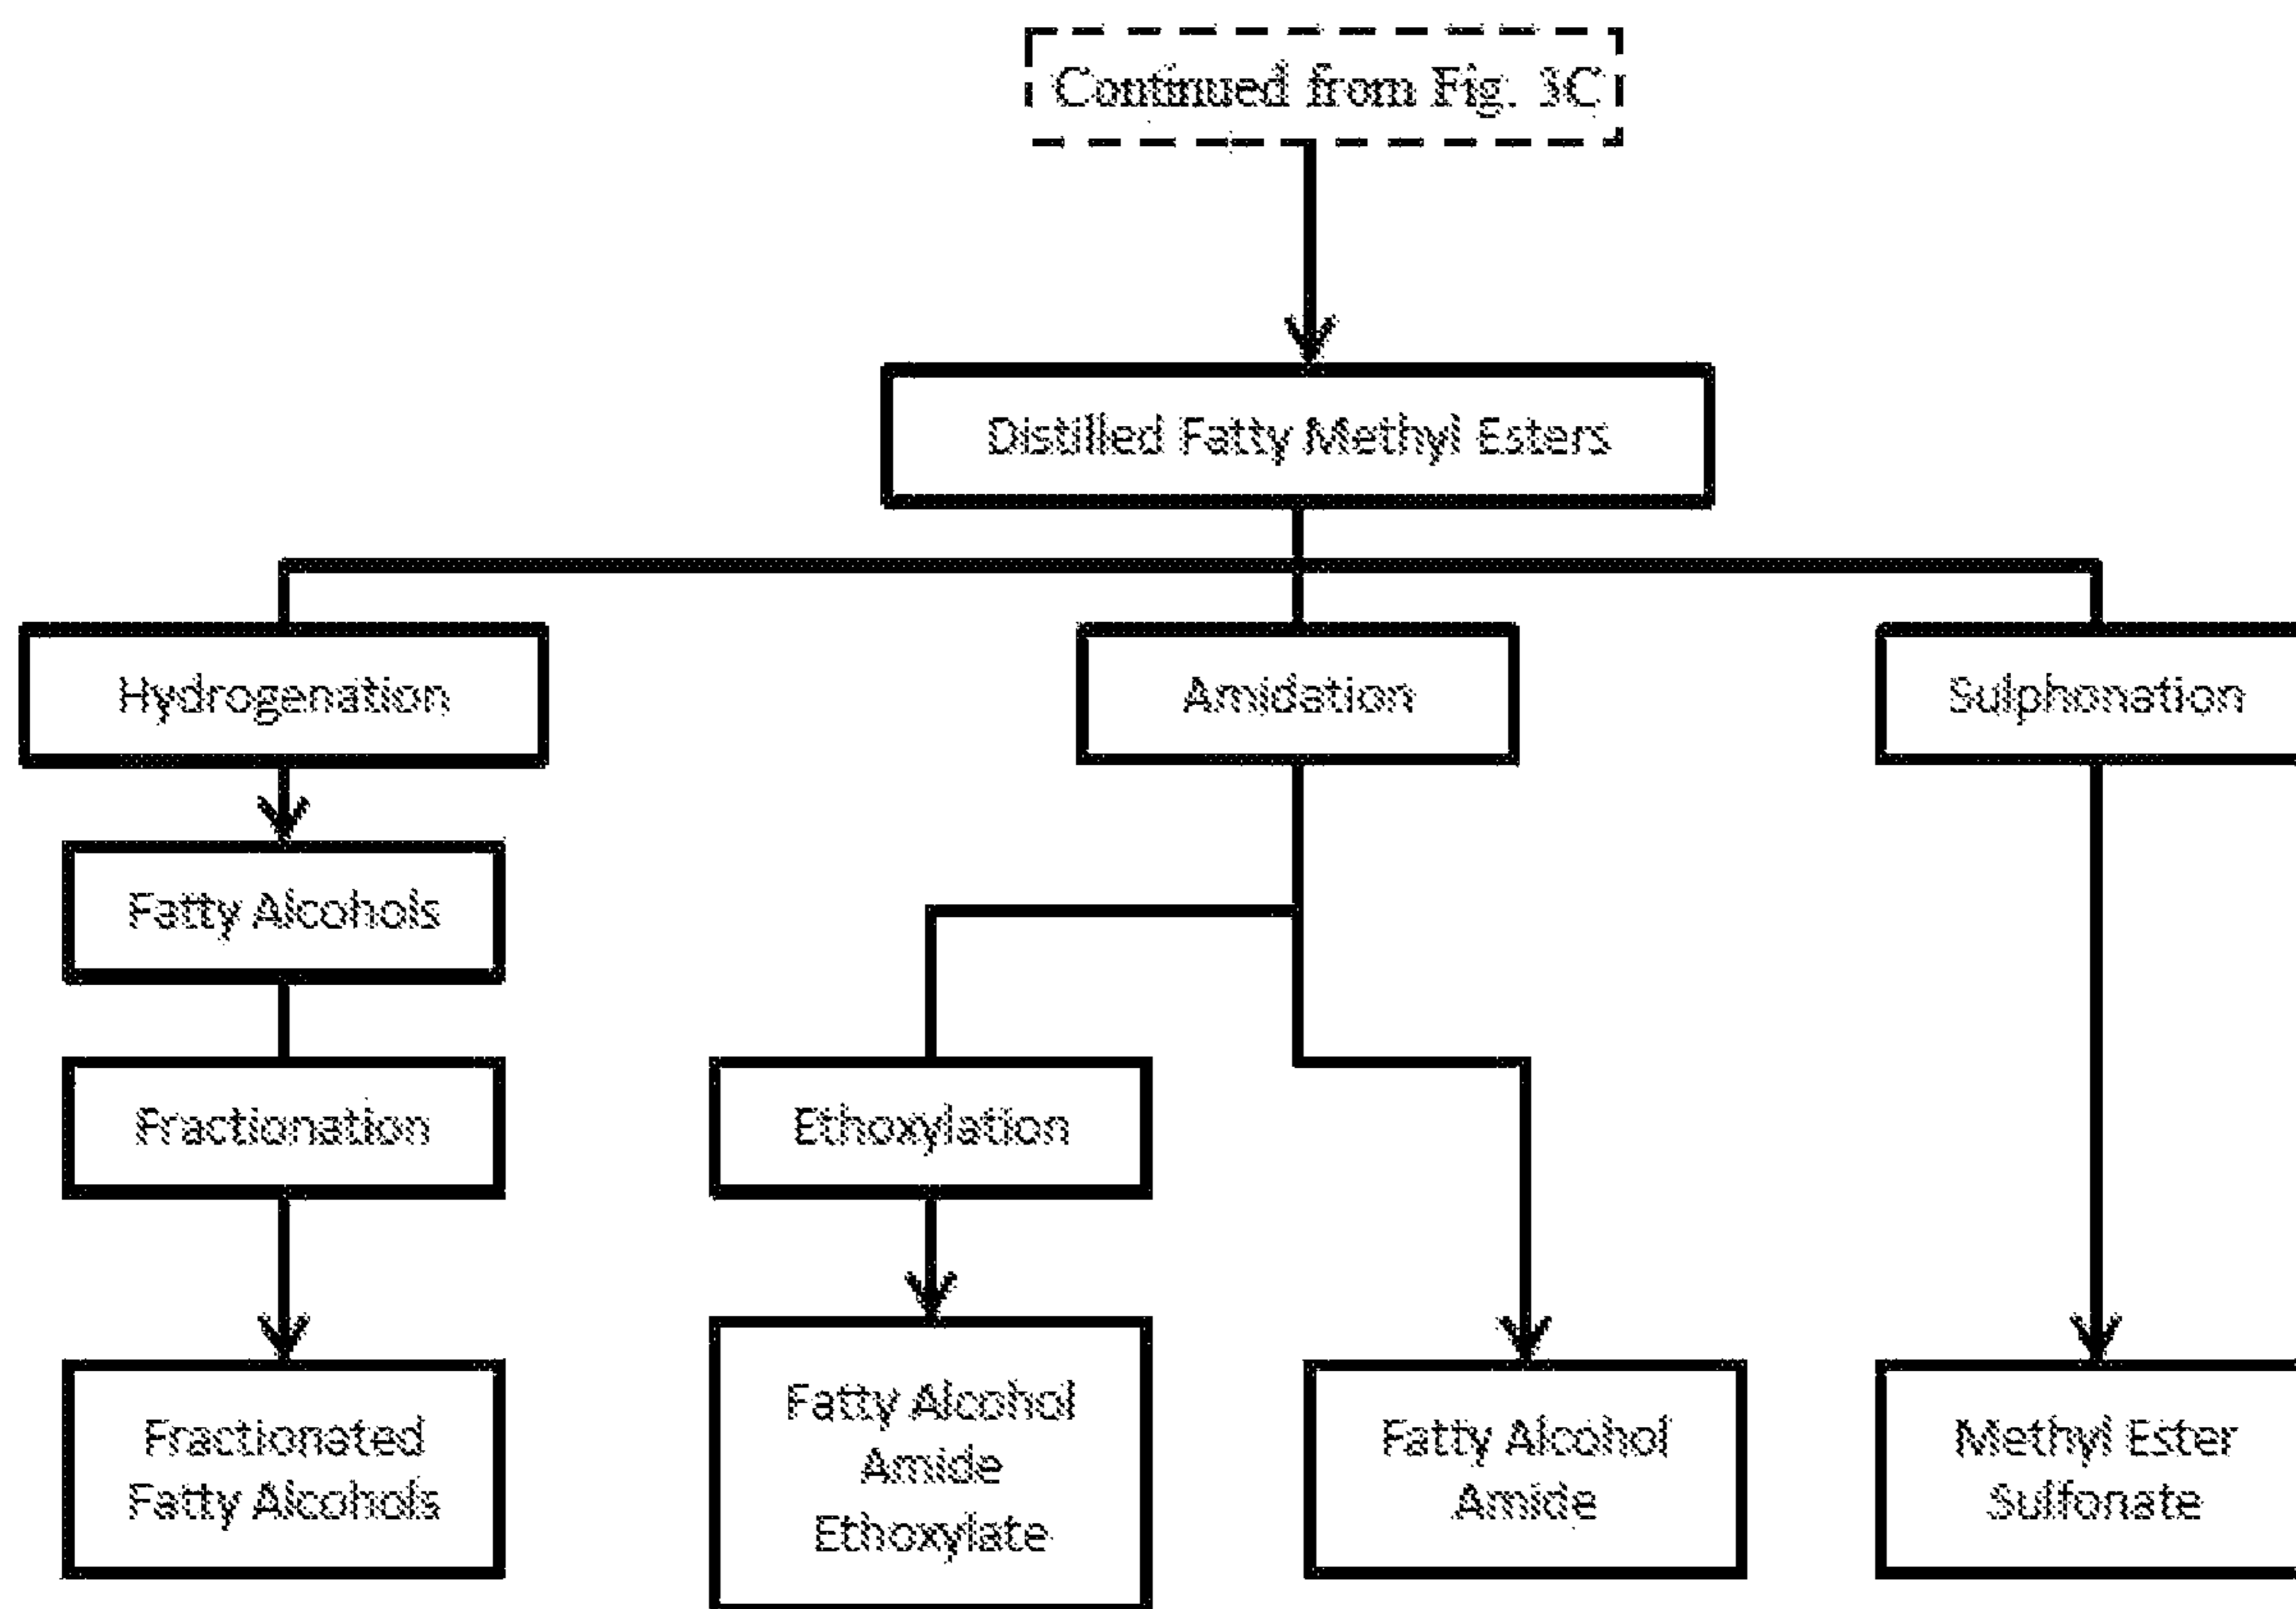 Continued from Fig. 3C
Distilled Fatty Methyl Esters
Hydrogenation
Amidation
Sulphonation
Fatty Alcohols
Fractionation
Ethoxylation
Fractionated
Fatty Alcohols
Fatty Alcohol
Amide
Ethoxylate
Fatty Alcohol
Amide
Methyl Ester
Sulfonate